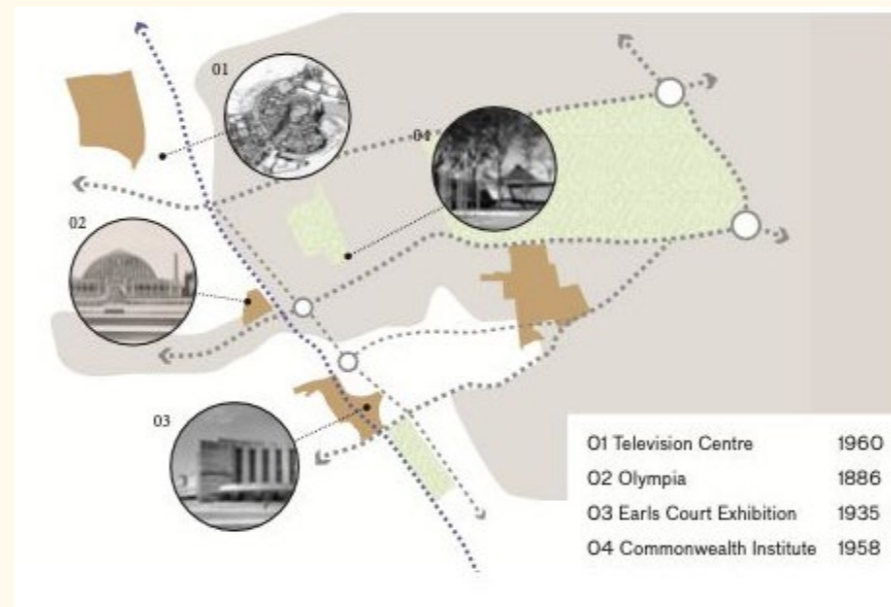 01
04
02
03
01 Television Centre 1960
02 Olympia 1886
03 Earls Court Exhibition 1935
04 Commonwealth Institute 1958